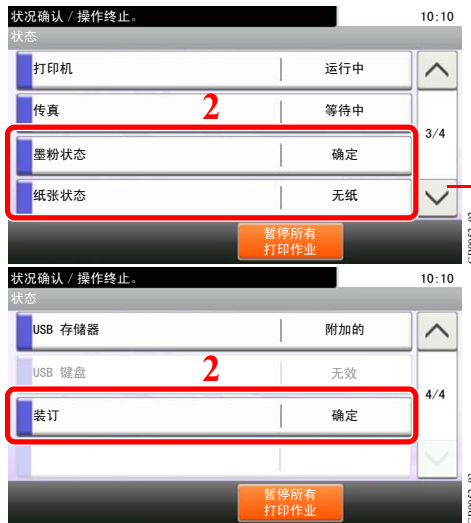 状况确认 / 操作终止。 10:10
状态
打印机 运行中
传真 等待中
2
3/4
墨粉状态 确定
纸张状态 无纸
暂停所有
打印作业
状况确认 / 操作终止。 10:10
状态
USB 存储器 附加的
USB 键盘 无效
2
4/4
装订 确定
暂停所有
打印作业